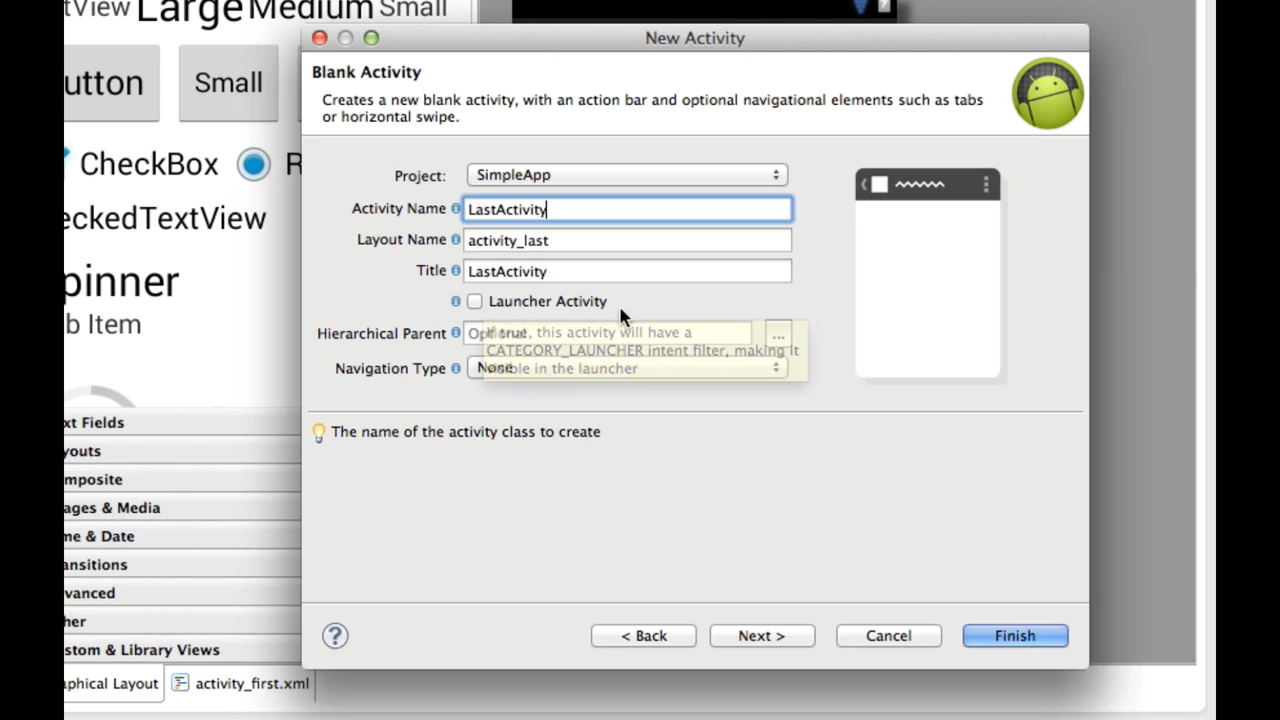 tView Large Medium Small
New Activity
Blank Activity
Creates a new blank activity, with an action bar and optional navigational elements such as tabs
or horizontal swipe.
utton
Small
CheckBox
R
eckedTextView
pinner
b Item
Project:
SimpleApp
Activity Name
LastActivity
Layout Name
activity_last
Title
LastActivity
Launcher Activity
Hierarchical Parent
...
If true, this activity will have a
CATEGORY_LAUNCHER intent filter, making it
visible in the launcher
Navigation Type
None
The name of the activity class to create
xt Fields
youts
mposite
ages & Media
me & Date
ansitions
vanced
her
stom & Library Views
aphical Layout
activity_first.xml
?
< Back
Next >
Cancel
Finish